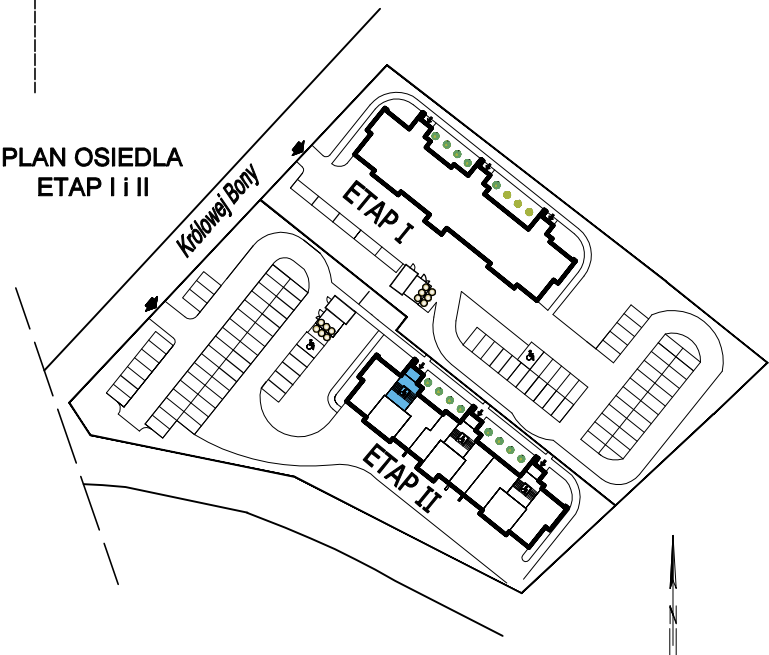 PLAN OSIEDLA
ETAP I i II
Królowej Bony
ETAP I
ETAP II
N